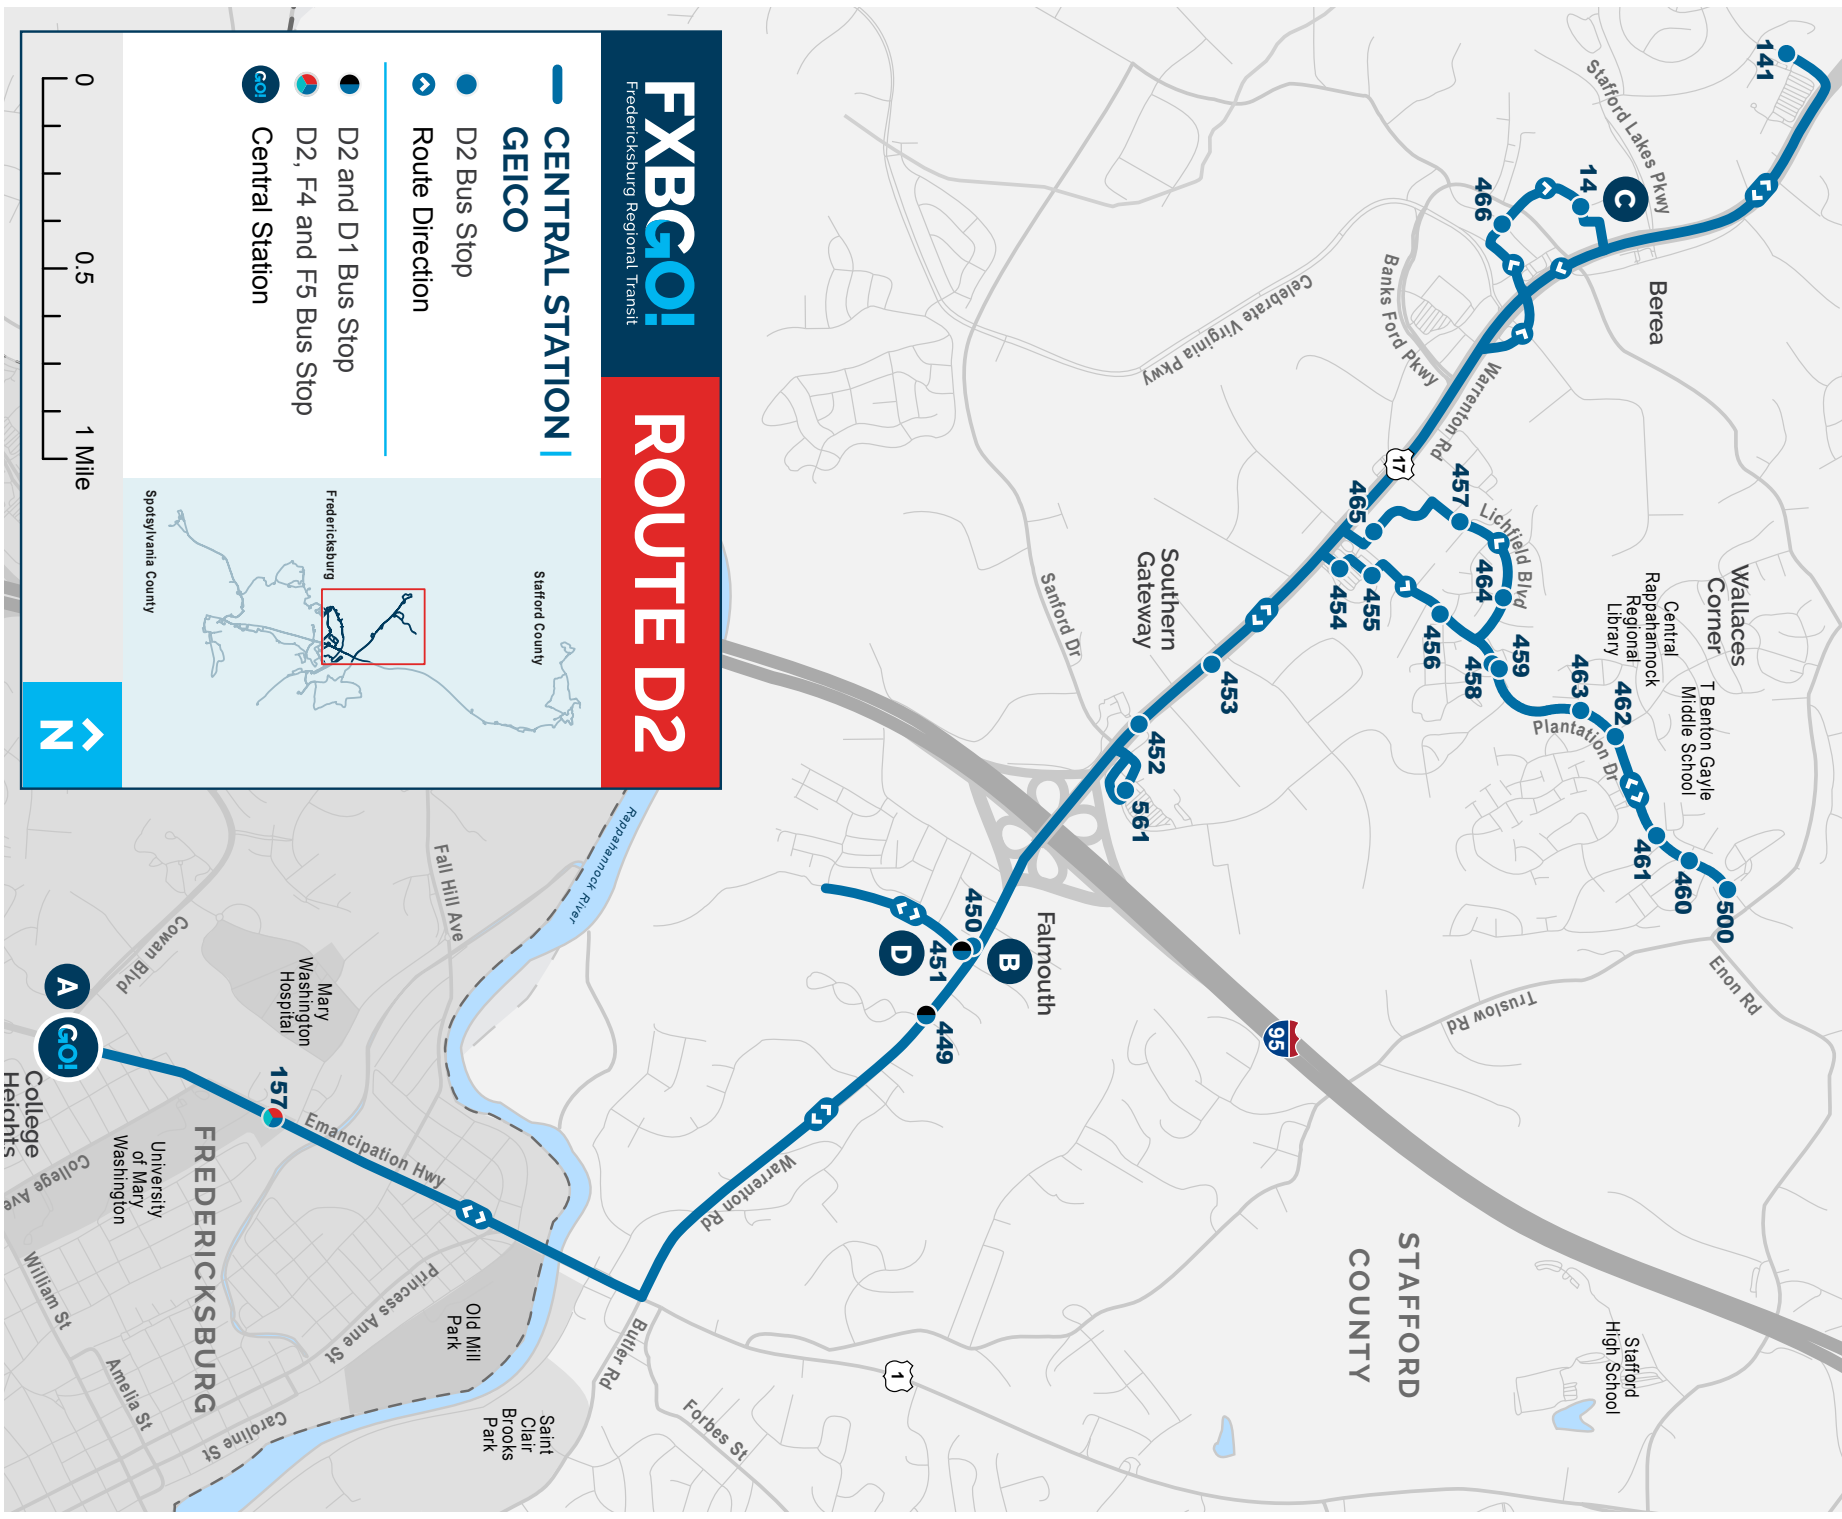 FXBGO!
Fredericksburg Regional Transit
ROUTE D2
CENTRAL STATION |
GEICO
D2 Bus Stop
Route Direction
D2 and D1 Bus Stop
D2, F4 and F5 Bus Stop
GO!
Central Station
0
0.5
1 Mile
Stafford County
Fredericksburg
Spotsylvania County
N
141
Stafford Lakes Pkwy
14
C
466
Berea
Banks Ford Pkwy
Celebrate Virginia Pkwy
Warrenton Rd
17
465
457
Lichfield Blvd
464
454
455
456
458
459
Wallaces
Corner
Central
Rappahannock
Regional
Library
T Benton Gayle
Middle School
463
462
Plantation Dr
461
460
500
Enon Rd
Truslow Rd
Southern
Gateway
Sanford Dr
453
452
561
95
Falmouth
450
B
451
D
449
Warrenton Rd
Rappahannock River
Fall Hill Ave
Cowan Blvd
Mary
Washington
Hospital
A
GO!
College
Heights
157
Emancipation Hwy
University
of Mary
Washington
College Ave
FREDERICKSBURG
William St
Amelia St
Princess Anne St
Caroline St
Old Mill
Park
Saint
Clair
Brooks
Park
Butler Rd
Forbes St
1
STAFFORD
COUNTY
Stafford
High School